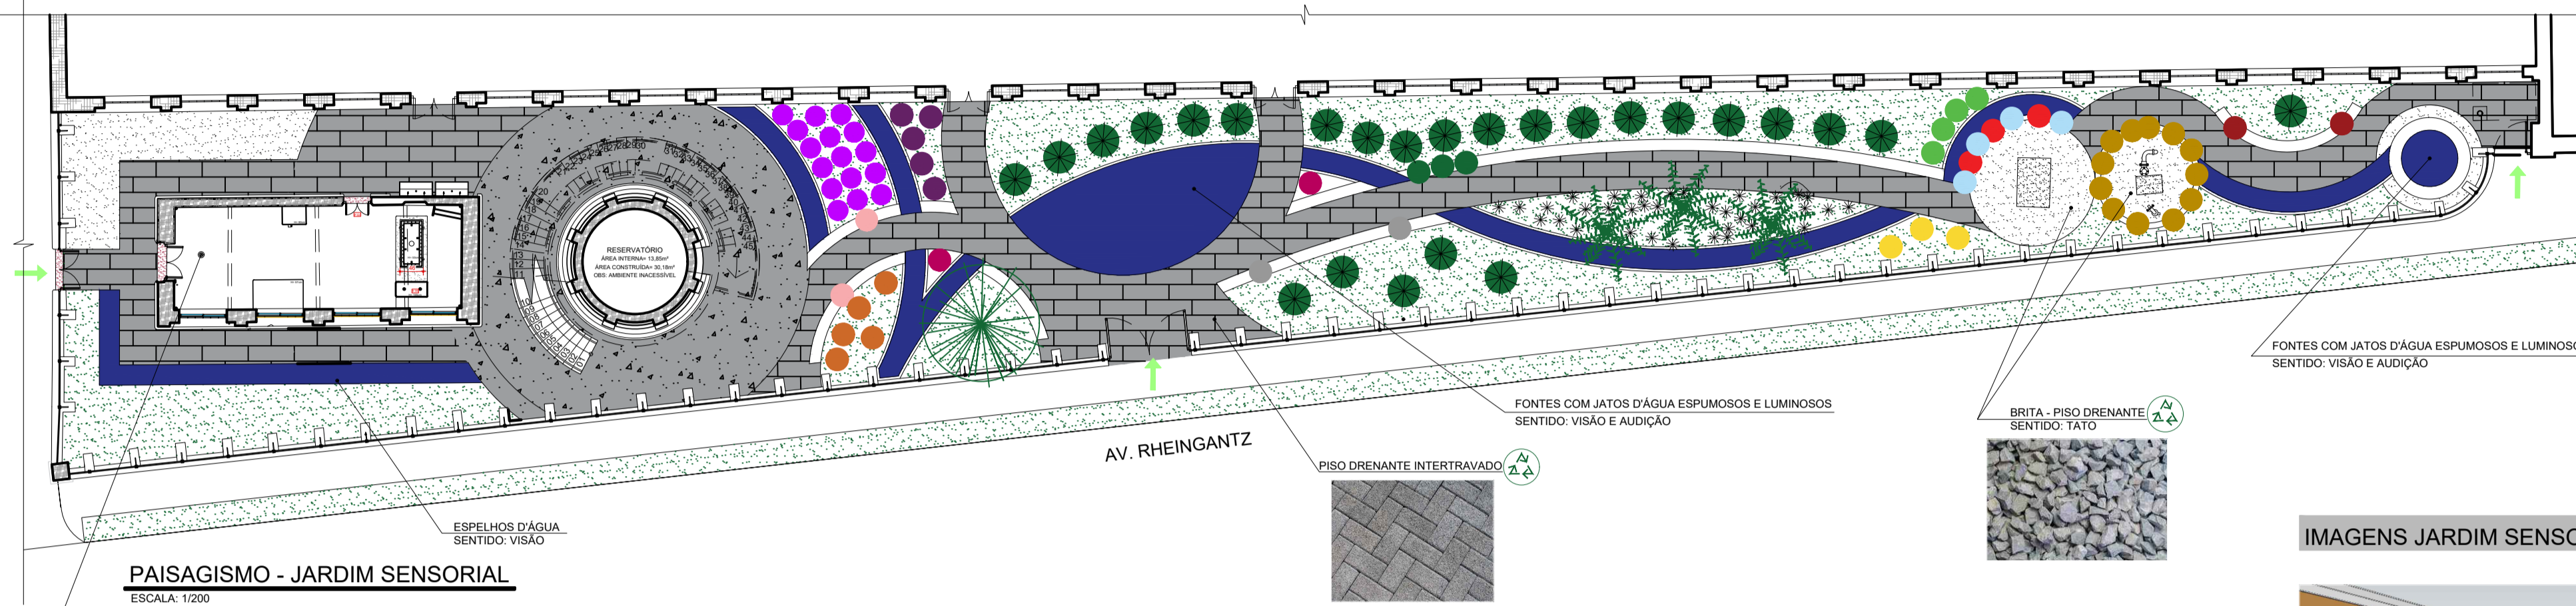 RESERVATÓRIO
ÁREA INTERNA= 13,85m²
ÁREA CONSTRUÍDA= 30,18m²
OBS: AMBIENTE INACESSÍVEL
FONTES COM JATOS D'ÁGUA ESPUMOSOS E LUMINOSO
SENTIDO: VISÃO E AUDIÇÃO
FONTES COM JATOS D'ÁGUA ESPUMOSOS E LUMINOSOS
SENTIDO: VISÃO E AUDIÇÃO
BRITA - PISO DRENANTE
SENTIDO: TATO
AV. RHEINGANTZ
PISO DRENANTE INTERTRAVADO
ESPELHOS D'ÁGUA
SENTIDO: VISÃO
IMAGENS JARDIM SENSO
PAISAGISMO - JARDIM SENSORIAL
ESCALA: 1/200